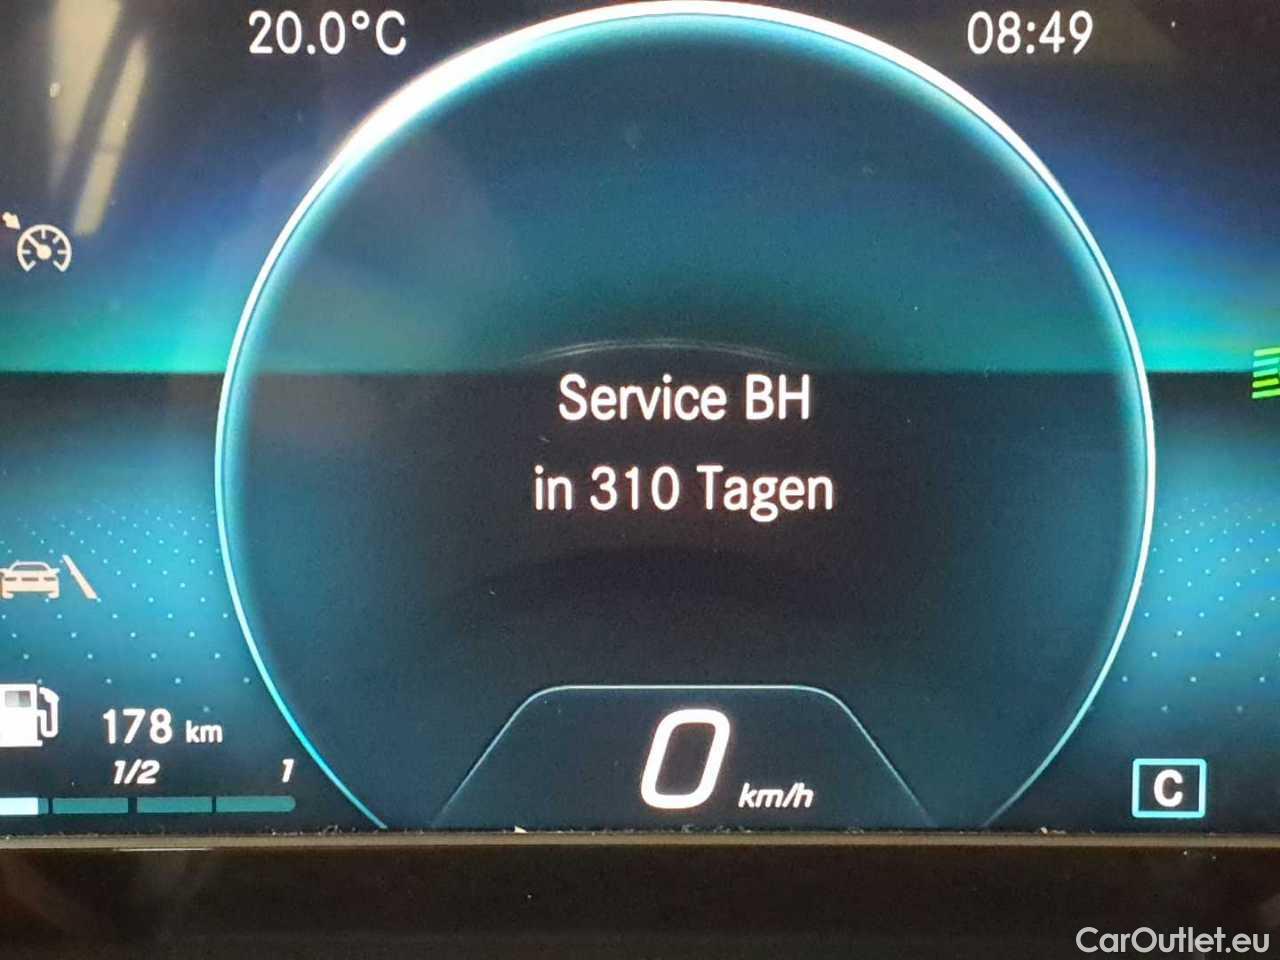 20.0°C
08:49
Service BH
in 310 Tagen
178 km
1/2 1
0 km/h
C
CarOutlet.eu